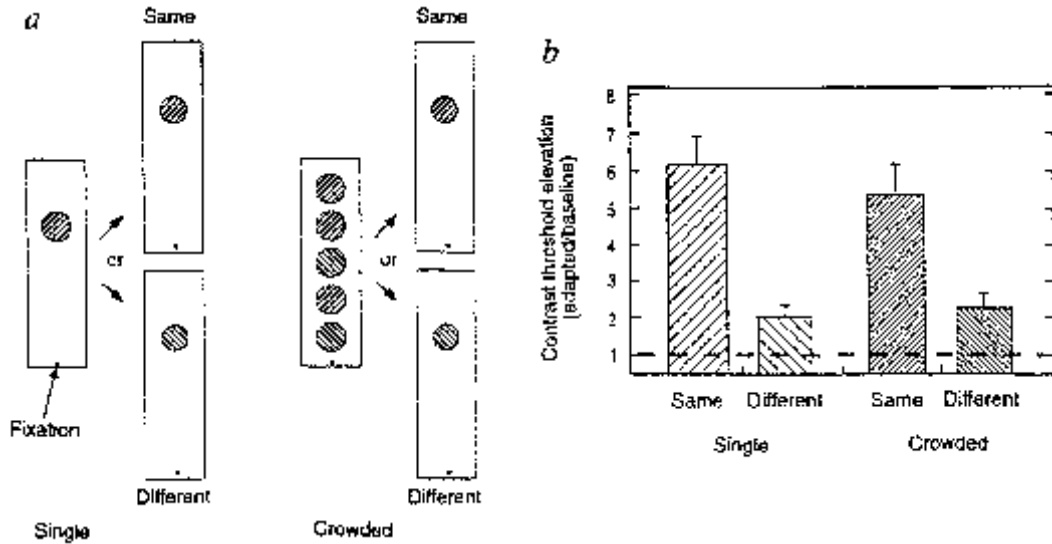 a
Same
Same
or
or
Fixation
Different
Different
Single
Crowded
b
Contrast threshold elevation
(adapted/baseline)
8
7
6
5
4
3
2
1
Same Different Same Different
Single Crowded